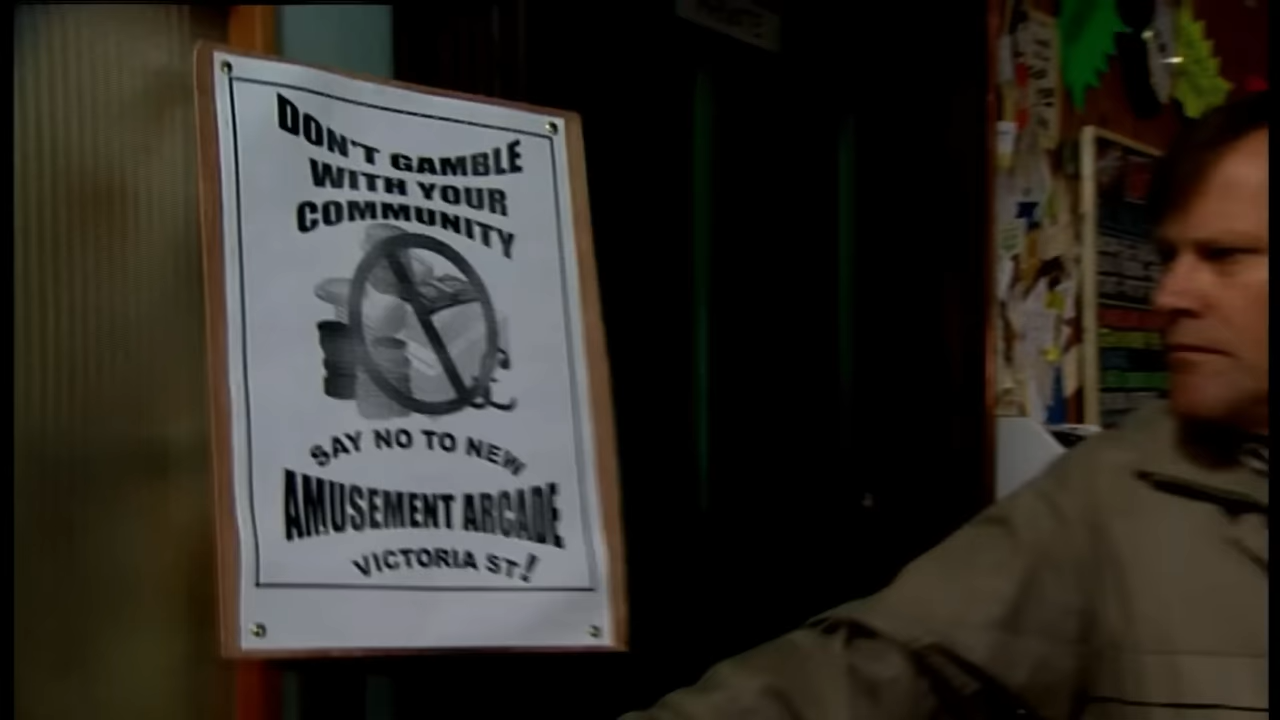 DON'T GAMBLE
WITH YOUR
COMMUNITY
SAY NO TO NEW
AMUSEMENT ARCADE
VICTORIA ST!